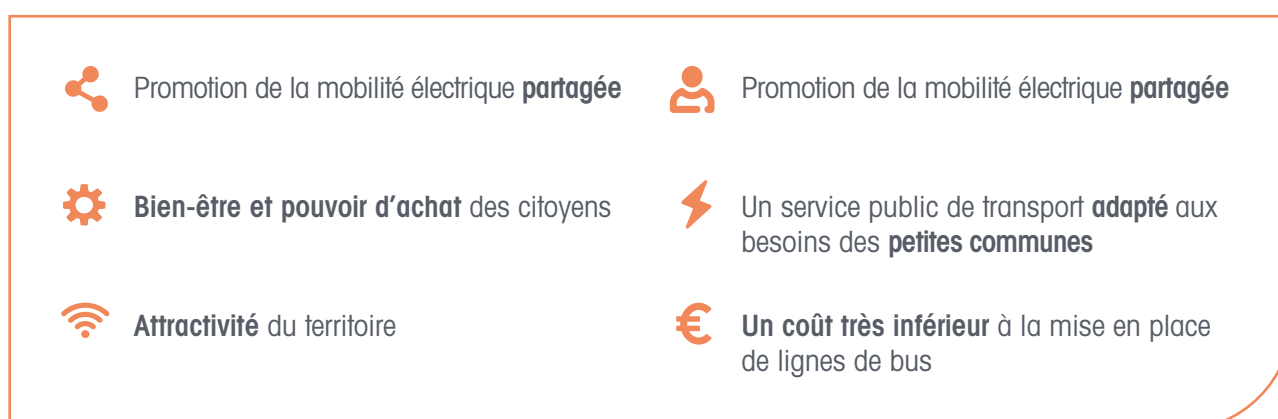 Promotion de la mobilité électrique partagée
Bien-être et pouvoir d'achat des citoyens
Attractivité du territoire
Promotion de la mobilité électrique partagée
Un service public de transport adapté aux
besoins des petites communes
€
Un coût très inférieur à la mise en place
de lignes de bus